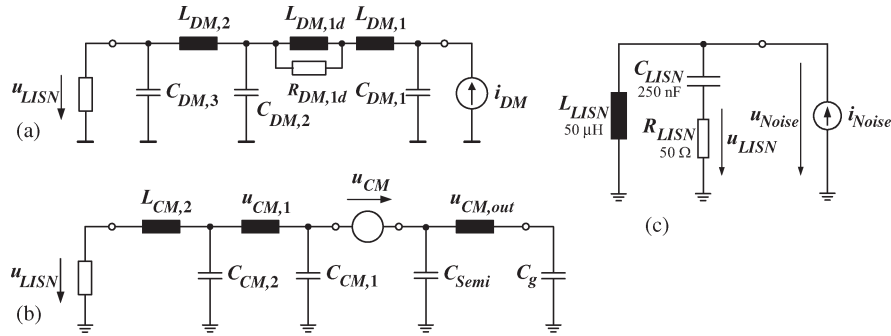 L_DM,2 L_DM,1d L_DM,1
R_DM,1d
u_LISN C_DM,3 C_DM,2 C_DM,1 i_DM
(a)
u_CM
L_CM,2 u_CM,1 u_CM,out
u_LISN C_CM,2 C_CM,1 C_Semi C_g
(b)
C_LISN
250 nF
L_LISN
50 µH
R_LISN
50 Ω
u_LISN
u_Noise
i_Noise
(c)